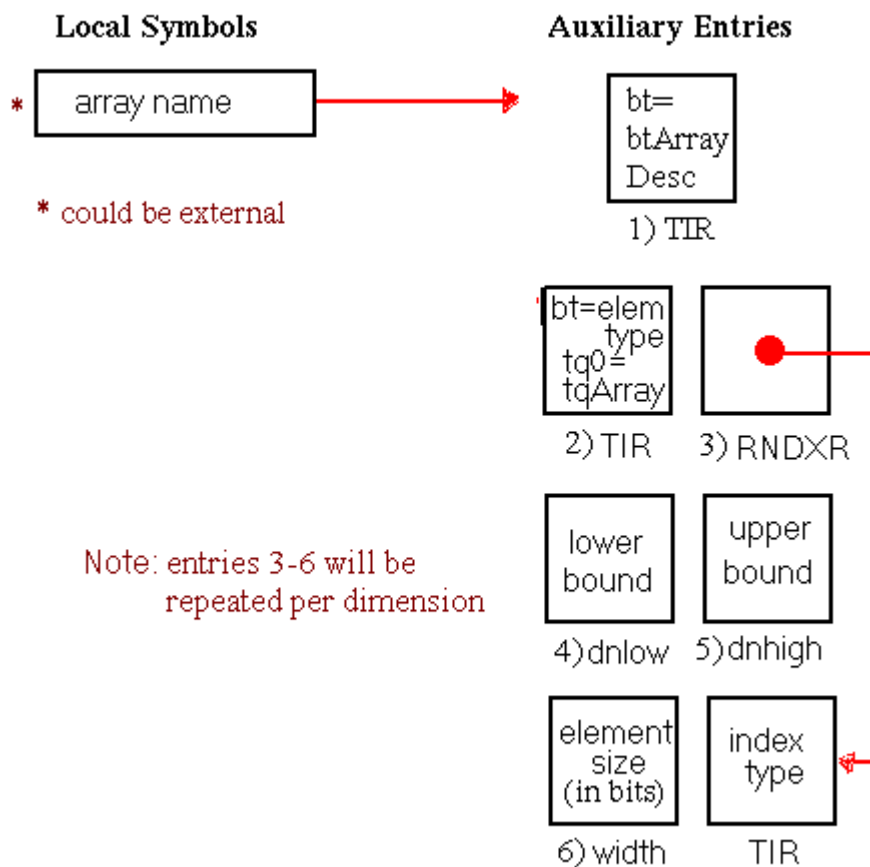 Local Symbols
Auxiliary Entries
* array name
bt=
btArray
Desc
1) TIR
* could be external
bt=elem
type
tq0=
tqArray
2) TIR
3) RNDXR
lower
bound
4) dnlow
upper
bound
5) dnhigh
Note: entries 3-6 will be
repeated per dimension
element
size
(in bits)
6) width
index
type
TIR